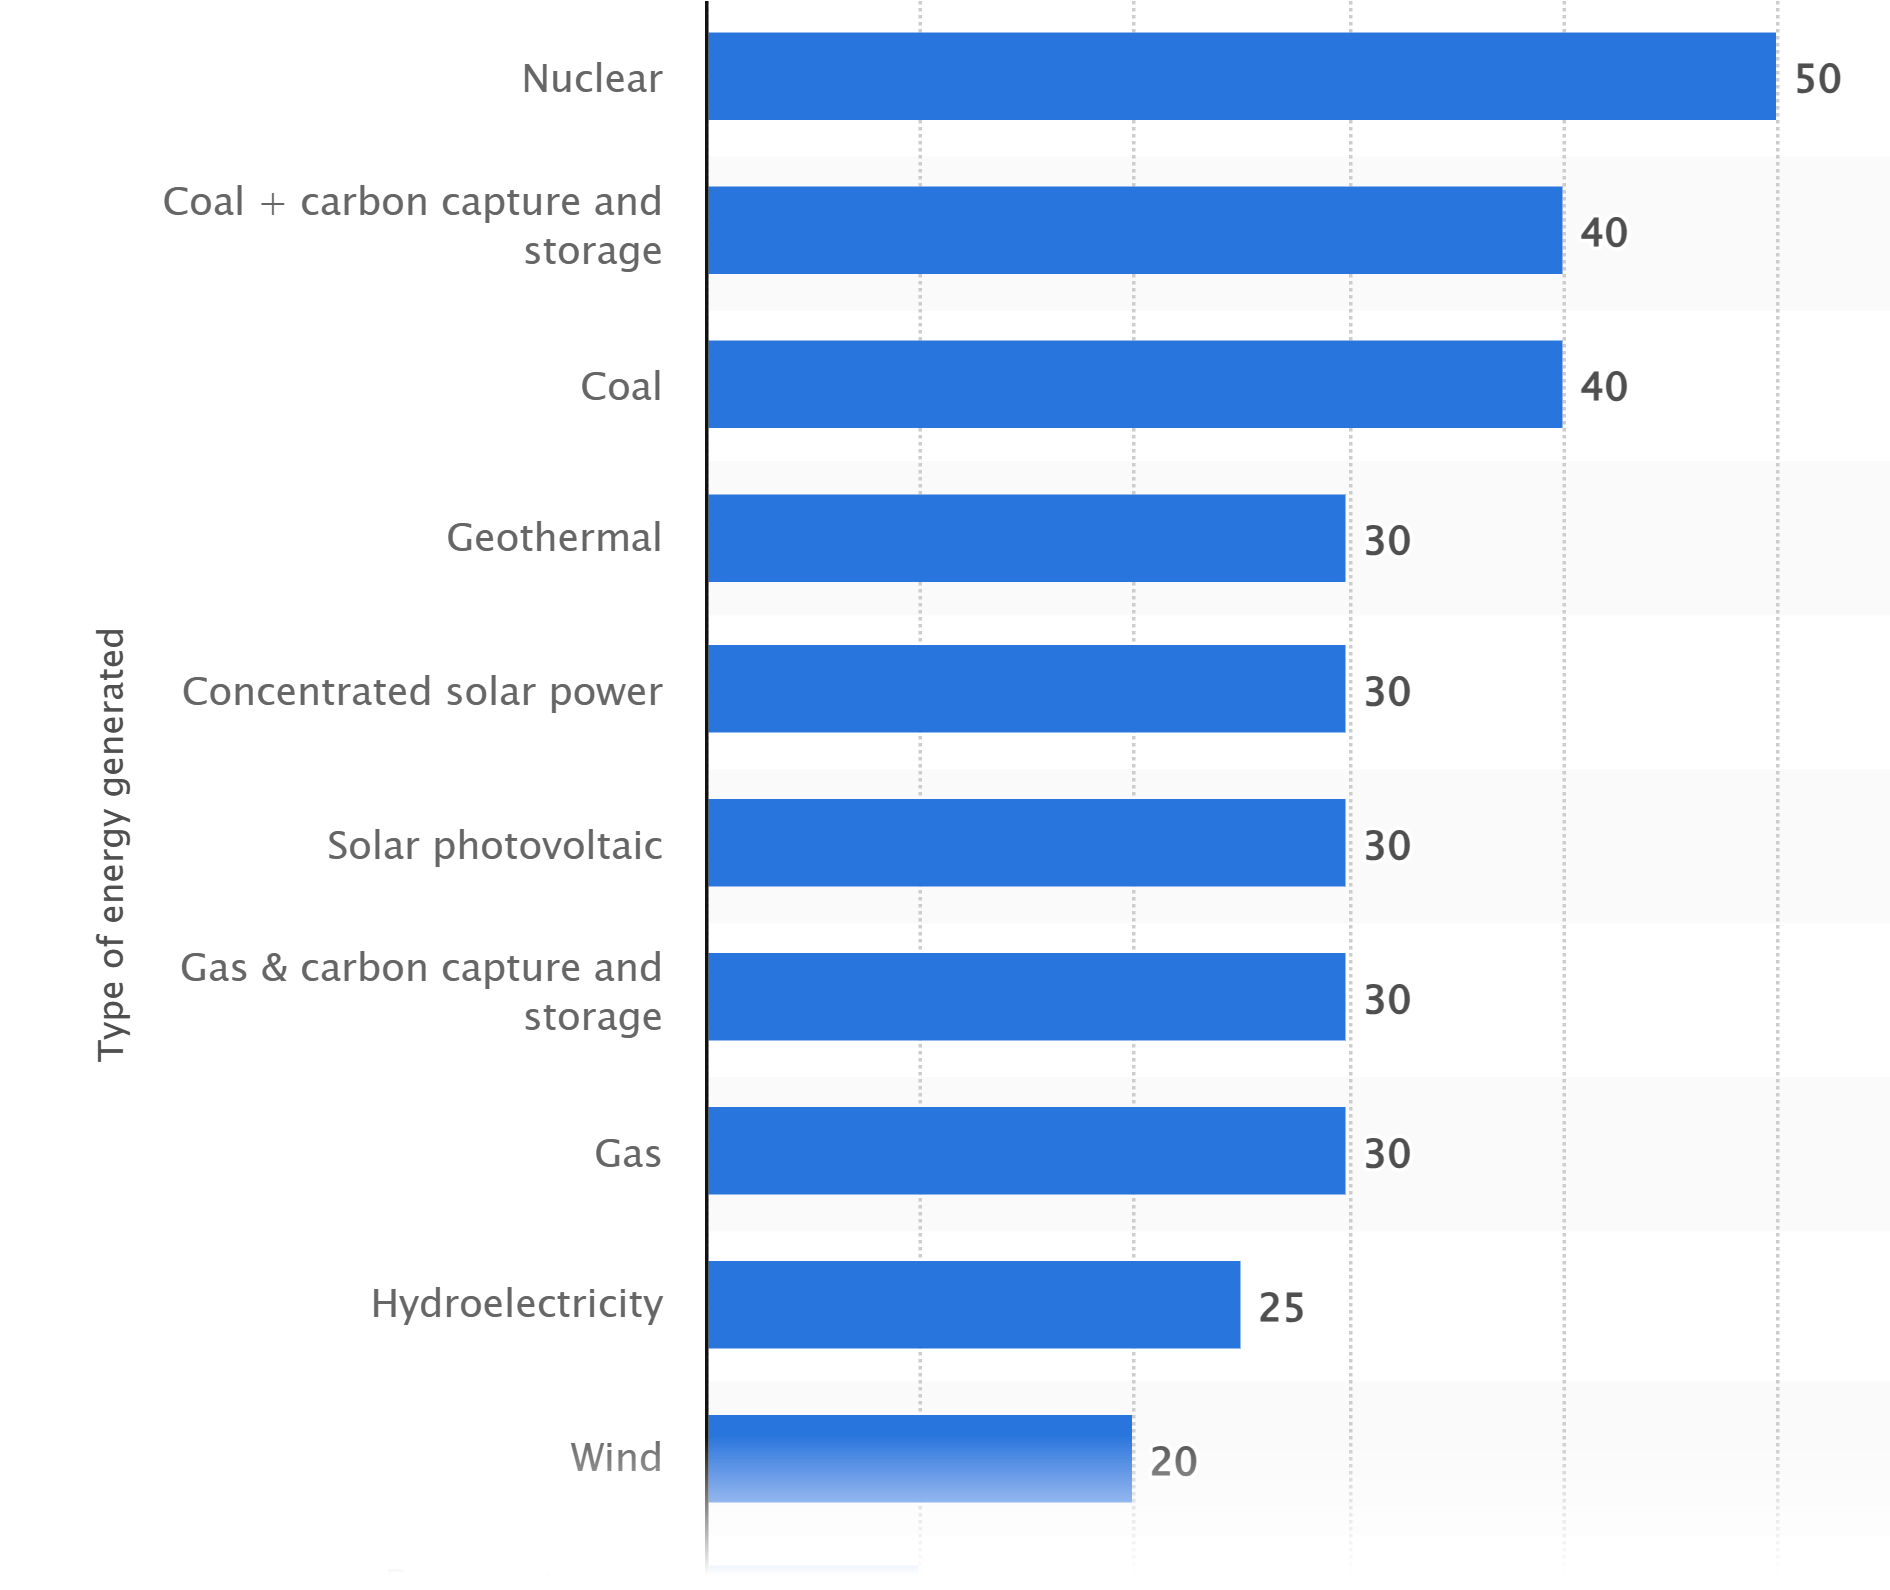 Type of energy generated
Nuclear
50
Coal + carbon capture and
storage
40
Coal
40
Geothermal
30
Concentrated solar power
30
Solar photovoltaic
30
Gas & carbon capture and
storage
30
Gas
30
Hydroelectricity
25
Wind
20